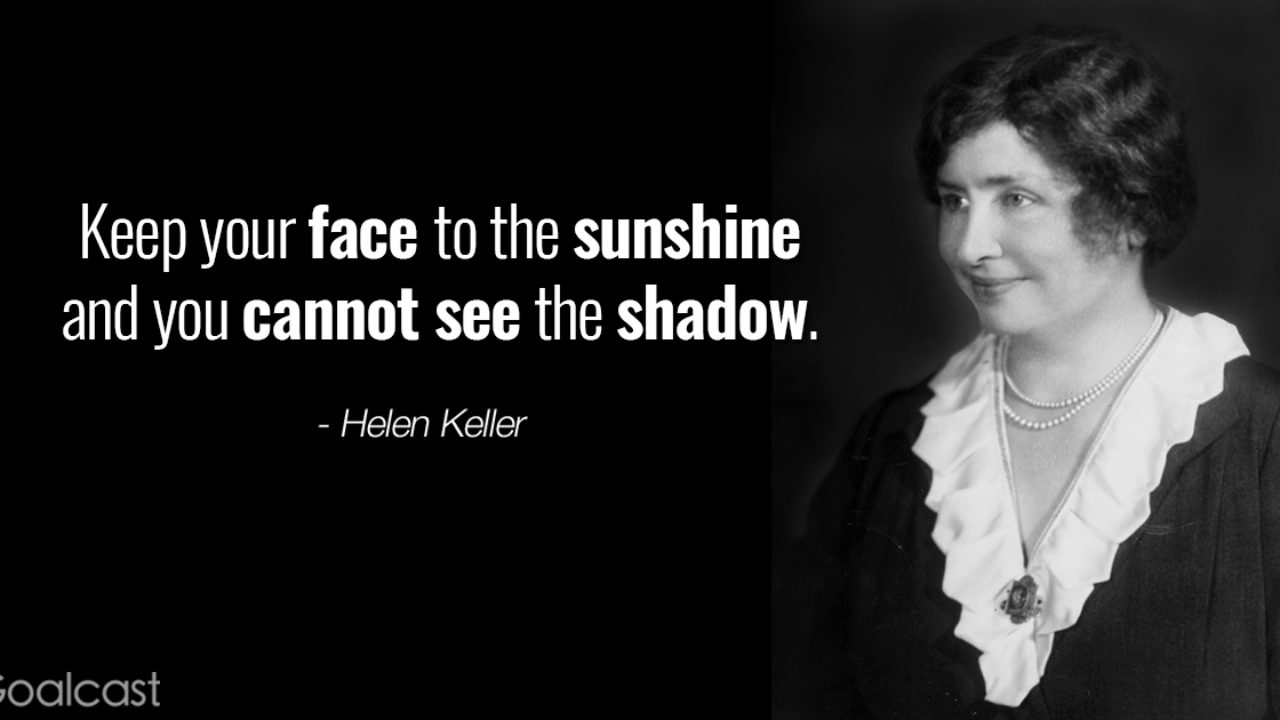 Keep your face to the sunshine
and you cannot see the shadow.
- Helen Keller
Goalcast